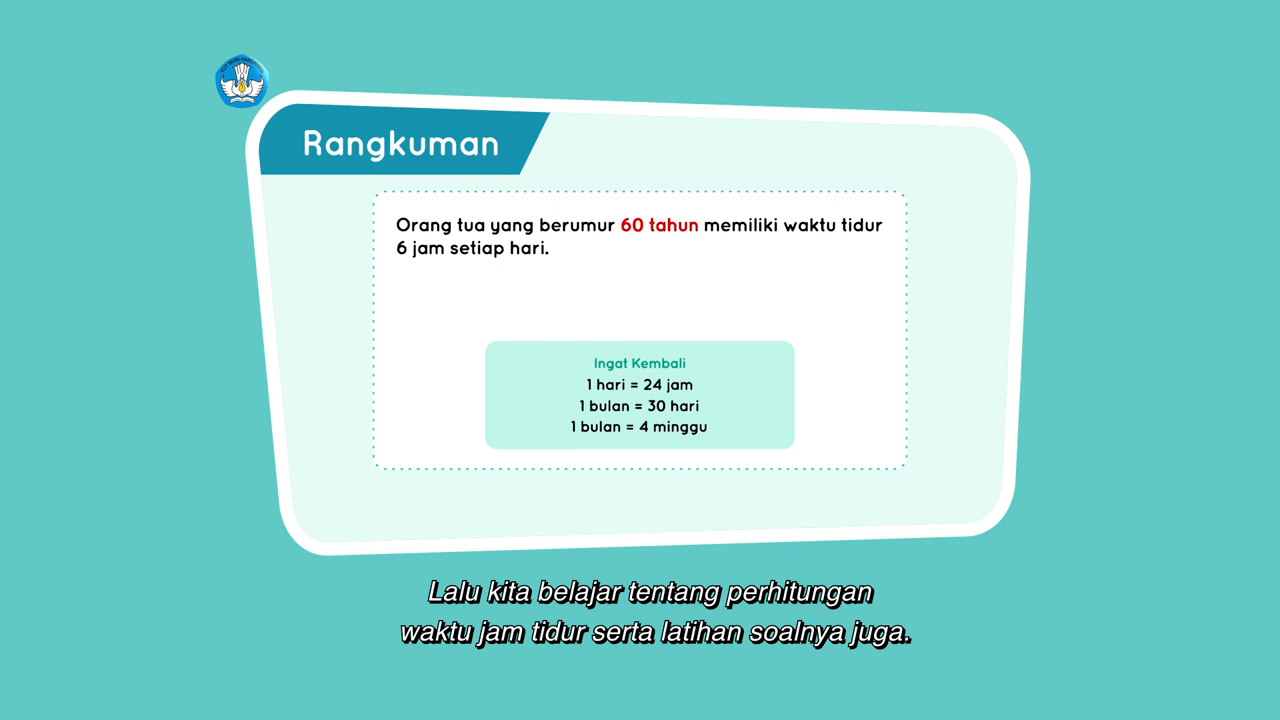 Rangkuman
Orang tua yang berumur 60 tahun memiliki waktu tidur
6 jam setiap hari.
Ingat Kembali
1 hari = 24 jam
1 bulan = 30 hari
1 bulan = 4 minggu
Lalu kita belajar tentang perhitungan
waktu jam tidur serta latihan soalnya juga.